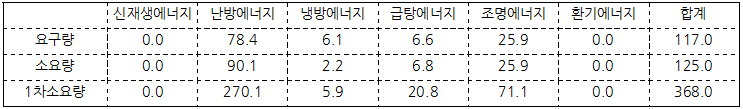 신재생에너지 난방에너지 냉방에너지 급탕에너지 조명에너지 환기에너지 합계
요구량 0.0 78.4 6.1 6.6 25.9 0.0 117.0
소요량 0.0 90.1 2.2 6.8 25.9 0.0 125.0
1차소요량 0.0 270.1 5.9 20.8 71.1 0.0 368.0